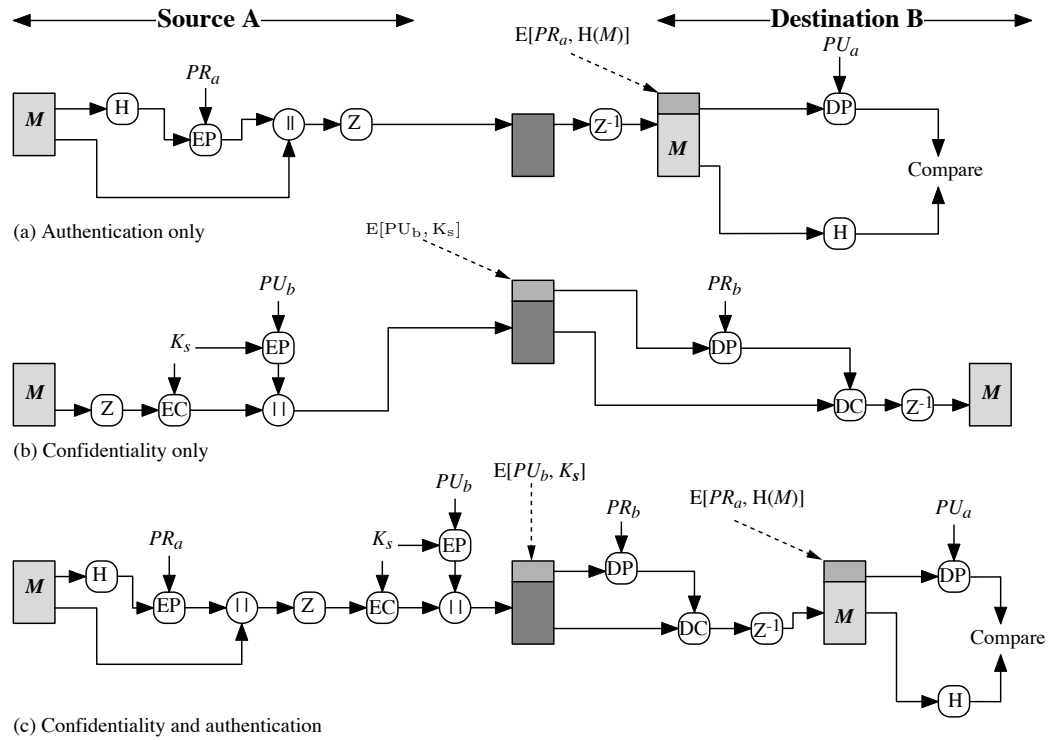 Source A
Destination B
E[PRa, H(M)]
PUa
PRa
M
H
EP
||
Z
Z-1
M
DP
Compare
H
(a) Authentication only
E[PUb, Ks]
PUb
PRb
Ks
EP
DP
M
Z
EC
||
DC
Z-1
M
(b) Confidentiality only
E[PUb, Ks]
PUb
PRb
E[PRa, H(M)]
PUa
PRa
Ks
EP
M
H
EP
||
Z
EC
||
DP
DC
Z-1
M
DP
Compare
H
(c) Confidentiality and authentication